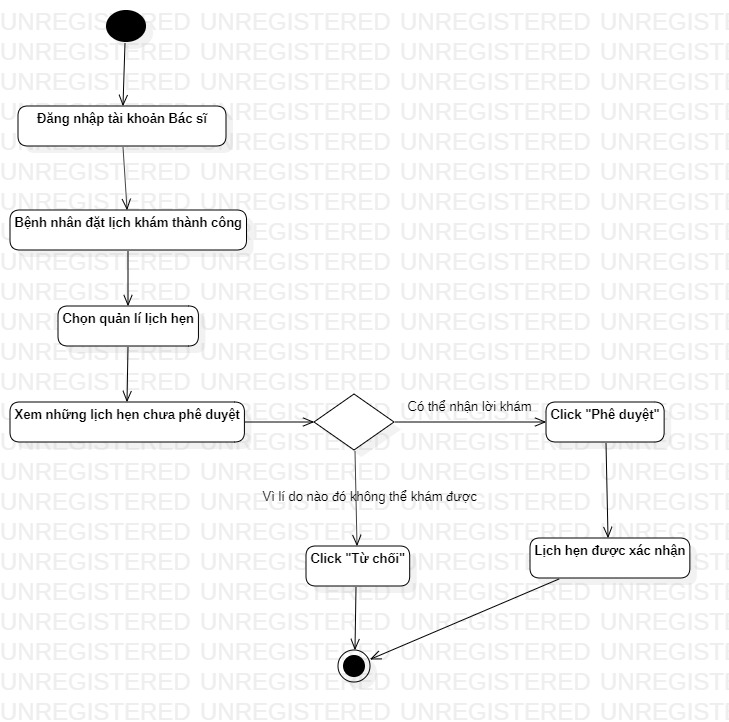 Đăng nhập tài khoản Bác sĩ
Bệnh nhân đặt lịch khám thành công
Chọn quản lí lịch hẹn
Xem những lịch hẹn chưa phê duyệt
Có thể nhận lời khám
Click "Phê duyệt"
Vì lí do nào đó không thể khám được
Click "Từ chối"
Lịch hẹn được xác nhận
UNREGISTERED